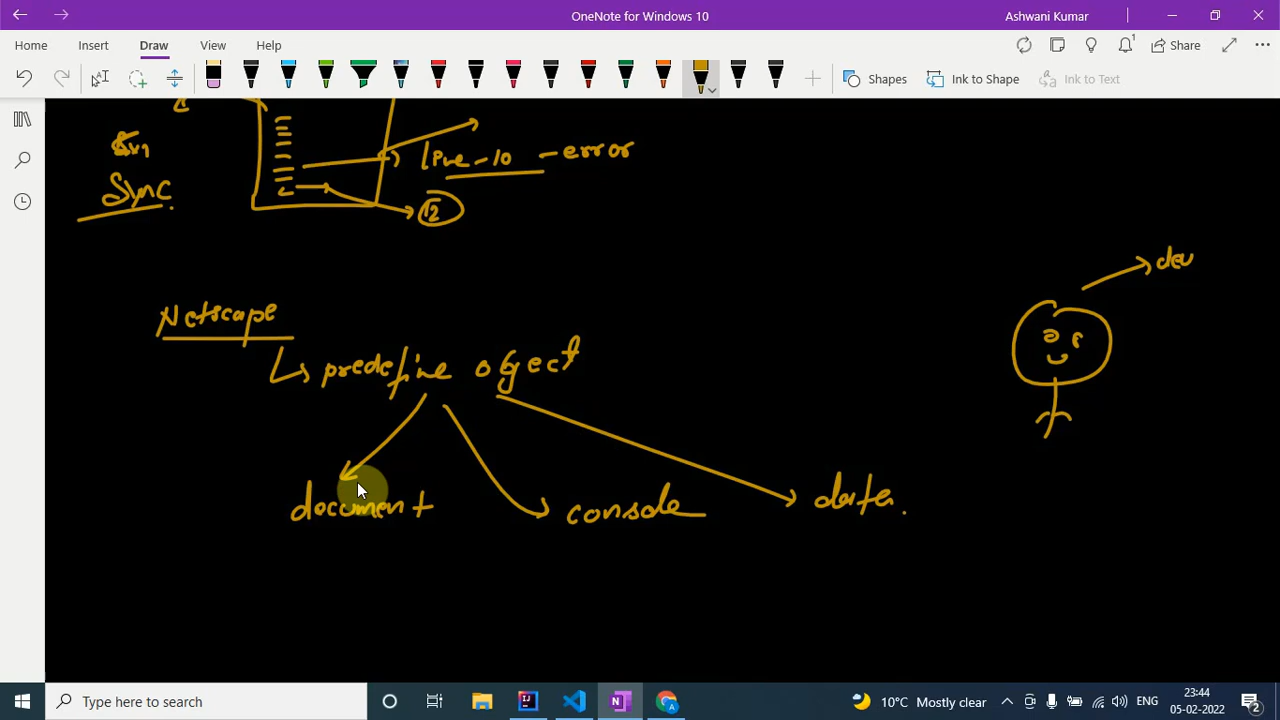 OneNote for Windows 10
Ashwani Kumar
Home Insert Draw View Help
Share
Shapes
Ink to Shape
Ink to Text
Sync
line-10 -error
12
dev
Netscape
predefine object
document
console
date.
Type here to search
10°C Mostly clear
ENG
23:44
05-02-2022
2